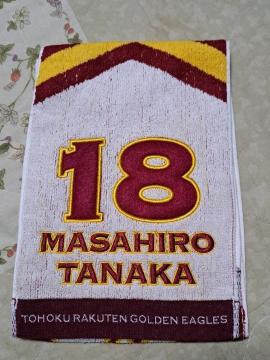 18
MASAHIRO
TANAKA
TOHOKU RAKUTEN GOLDEN EAGLES